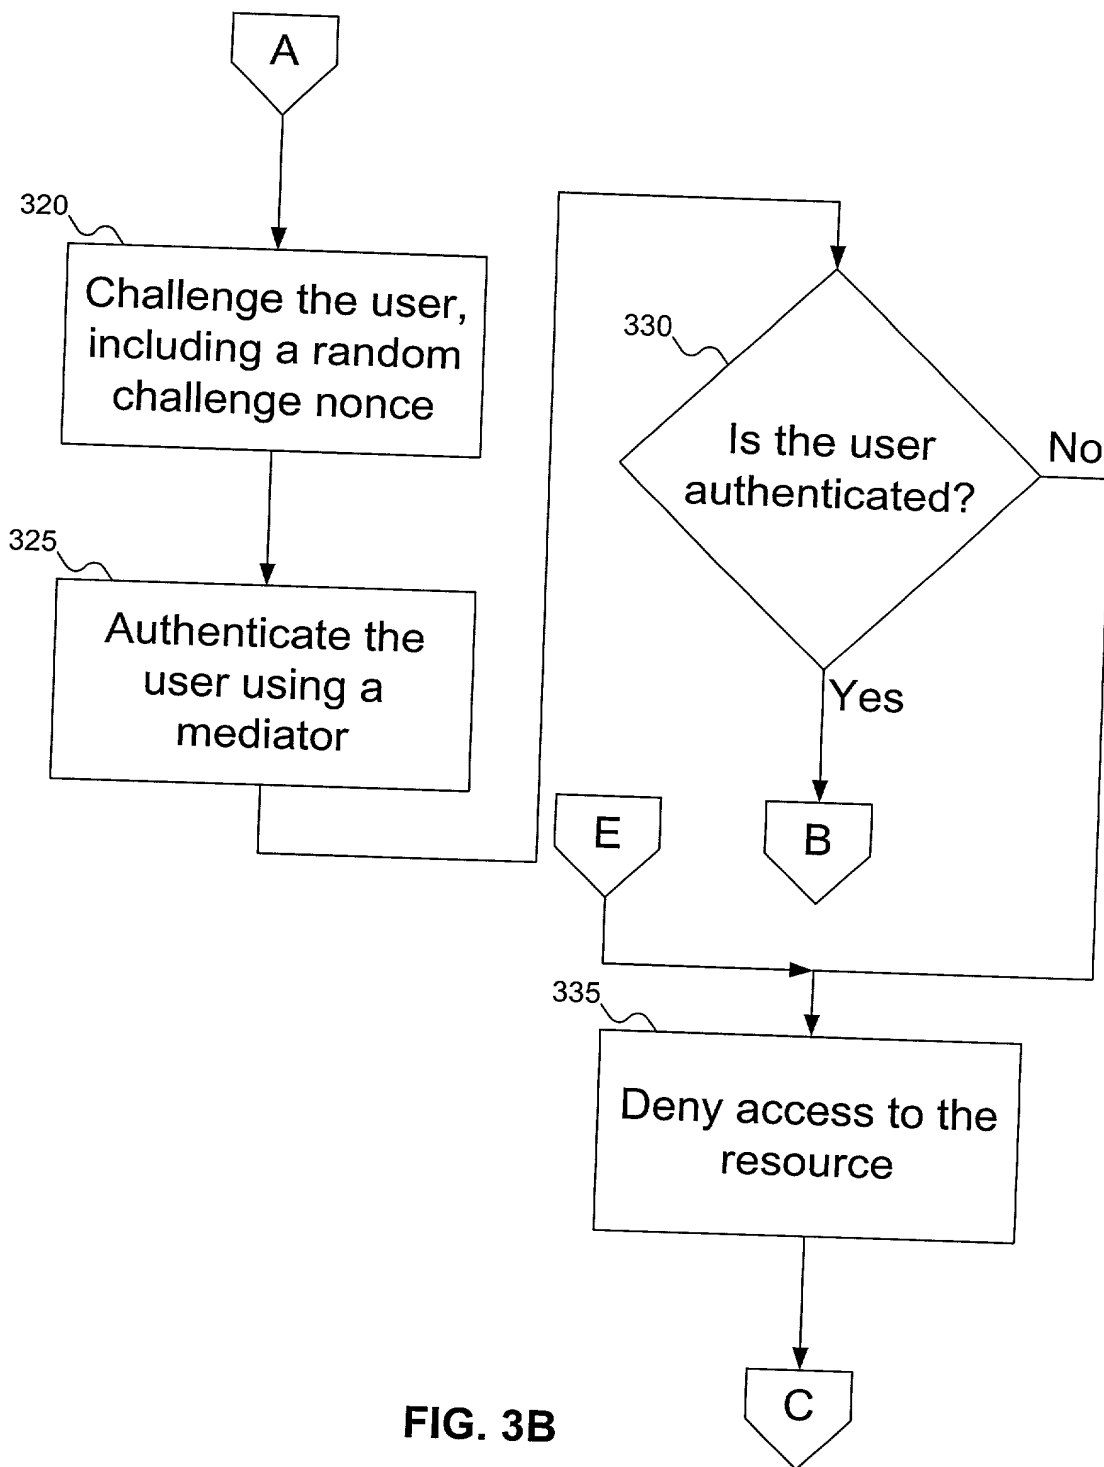 A
320
Challenge the user,
including a random
challenge nonce
325
Authenticate the
user using a
mediator
330
Is the user
authenticated?
No
Yes
E
B
335
Deny access to the
resource
C
FIG. 3B